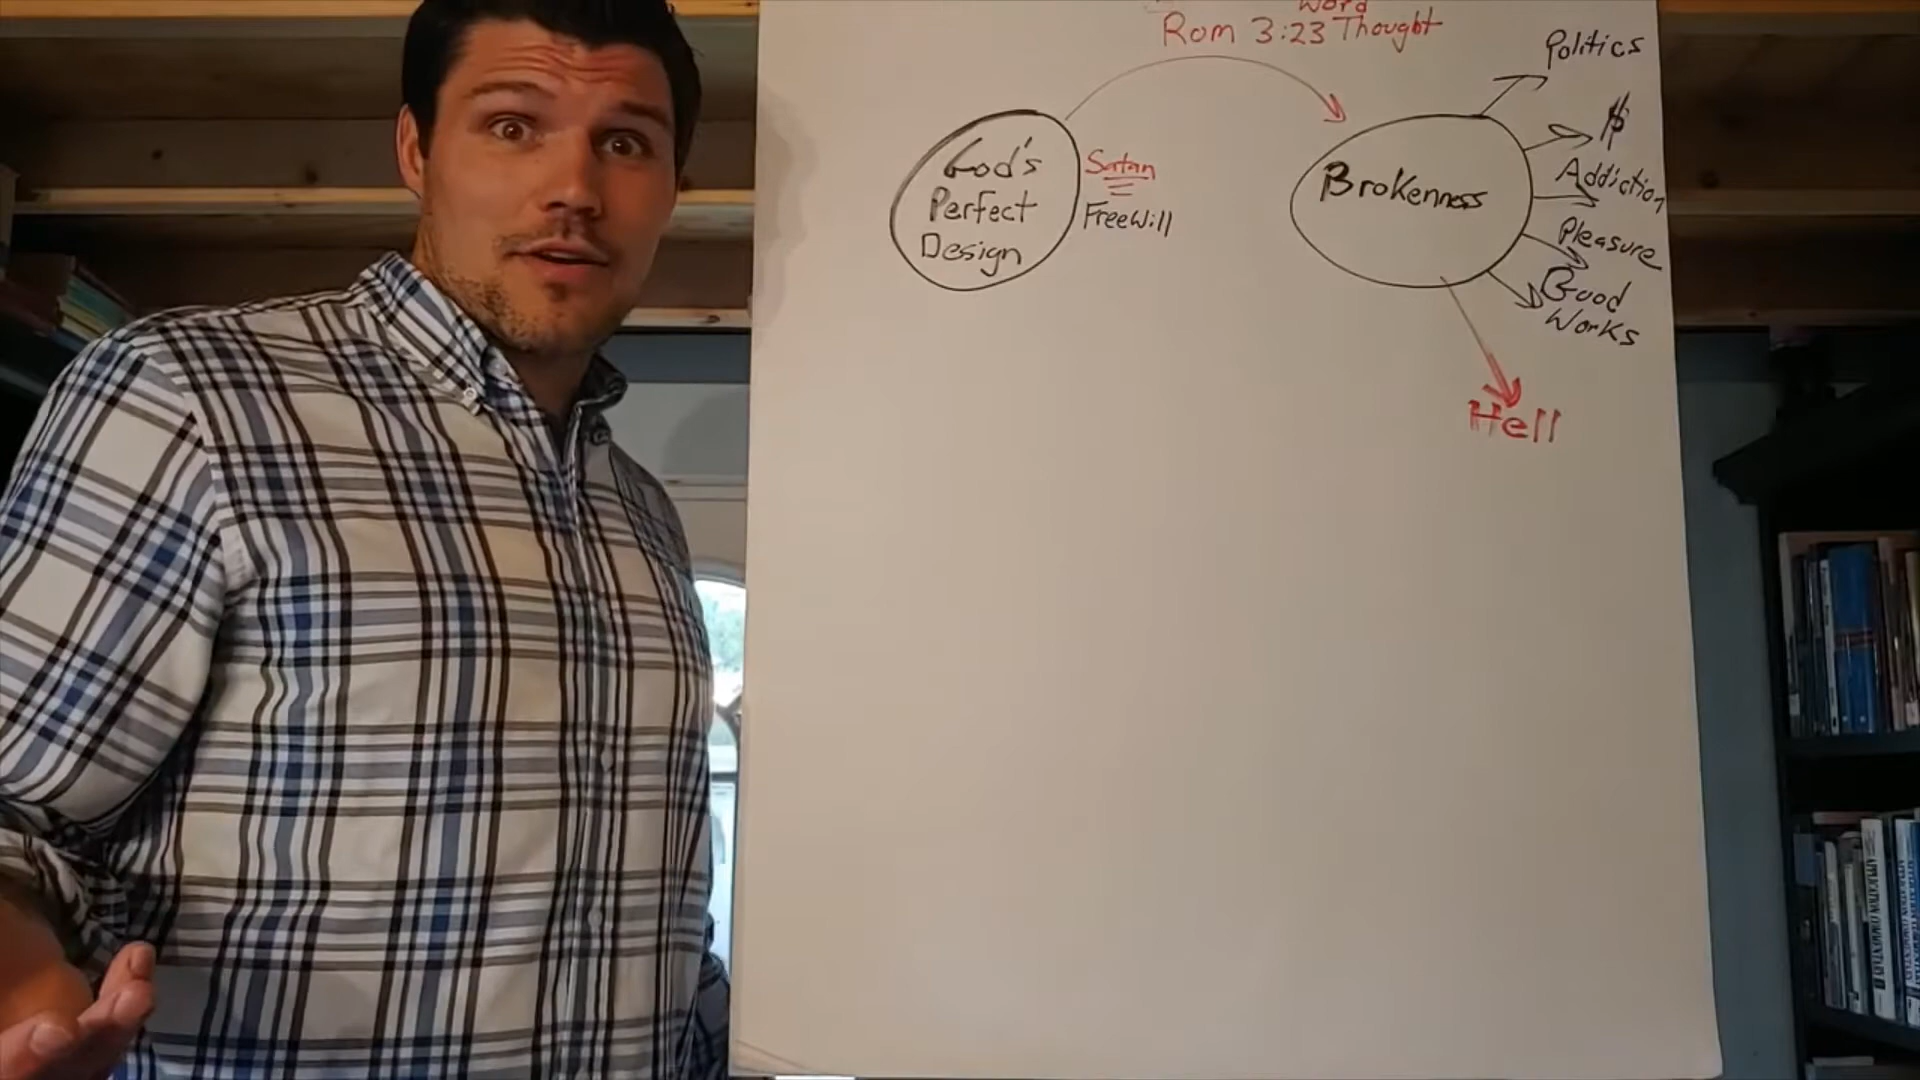 Word
Rom 3:23 Thought
God's
Perfect
Design
Satan
FreeWill
Brokenness
Politics
$
Addiction
Pleasure
Good
Works
Hell